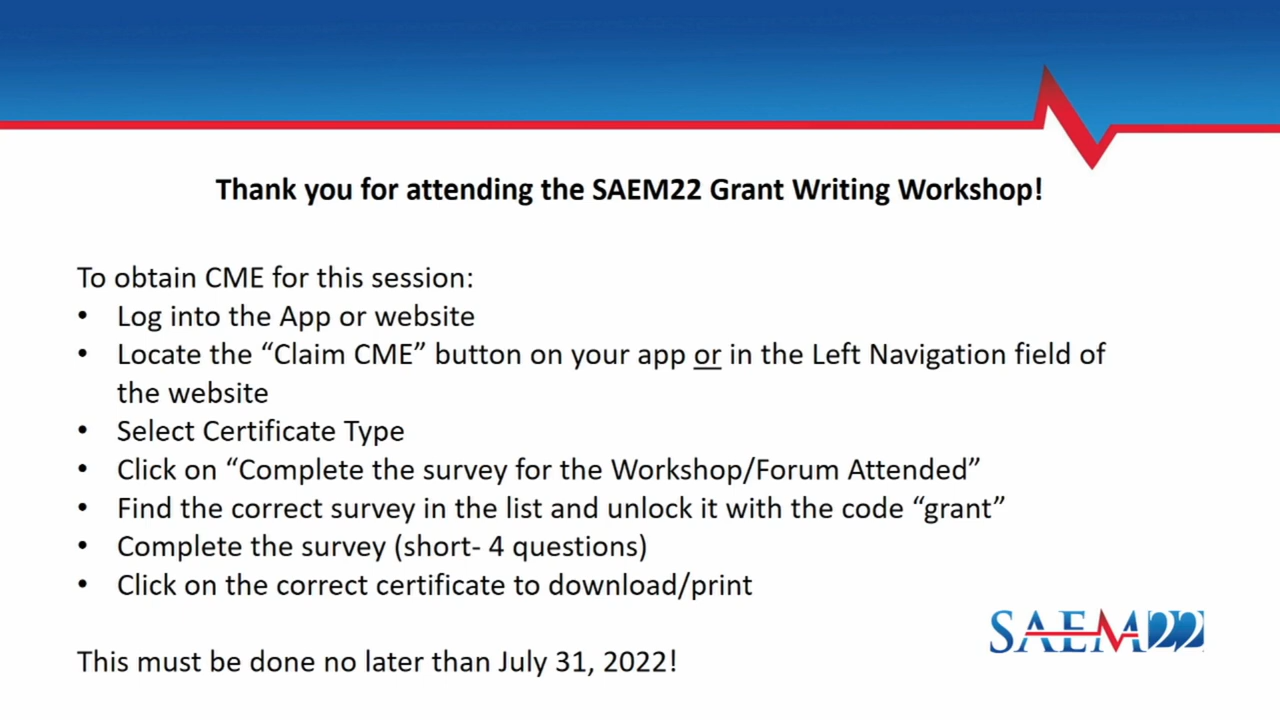 Thank you for attending the SAEM22 Grant Writing Workshop!
To obtain CME for this session:
• Log into the App or website
• Locate the “Claim CME” button on your app or in the Left Navigation field of
the website
• Select Certificate Type
• Click on “Complete the survey for the Workshop/Forum Attended”
• Find the correct survey in the list and unlock it with the code “grant”
• Complete the survey (short- 4 questions)
• Click on the correct certificate to download/print
SAEM22
This must be done no later than July 31, 2022!